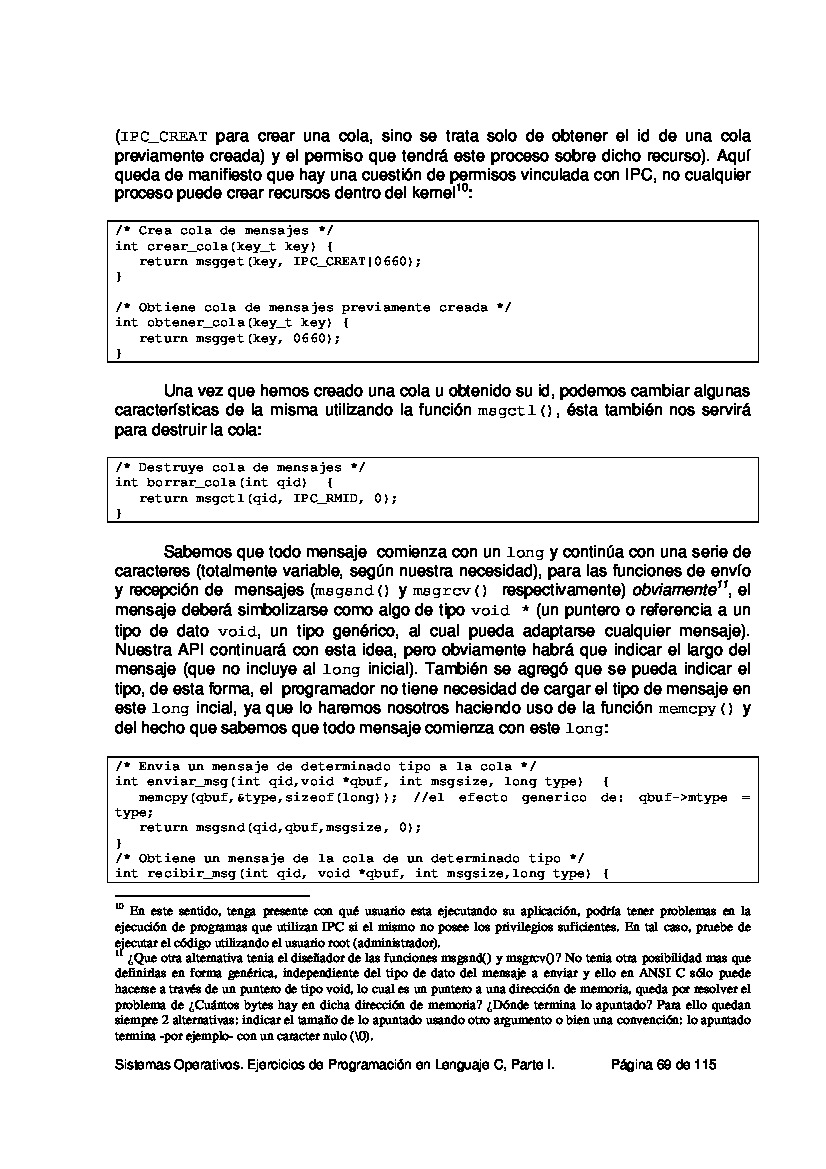 (IPC_CREAT para crear una cola, sino se trata solo de obtener el id de una cola
previamente creada) y el permiso que tendrá este proceso sobre dicho recurso). Aquí
queda de manifiesto que hay una cuestión de permisos vinculada con IPC, no cualquier
proceso puede crear recursos dentro del kernel10:
/* Crea cola de mensajes */
int crear_cola(key_t key) {
   return msgget(key, IPC_CREAT|0660);
}
/* Obtiene cola de mensajes previamente creada */
int obtener_cola(key_t key) {
   return msgget(key, 0660);
}
Una vez que hemos creado una cola u obtenido su id, podemos cambiar algunas
características de la misma utilizando la función msgctl(), ésta también nos servirá
para destruir la cola:
/* Destruye cola de mensajes */
int borrar_cola(int qid)  {
   return msgctl(qid, IPC_RMID, 0);
}
Sabemos que todo mensaje comienza con un long y continúa con una serie de
caracteres (totalmente variable, según nuestra necesidad), para las funciones de envío
y recepción de mensajes (msgsnd() y msgrcv() respectivamente) obviamente11, el
mensaje deberá simbolizarse como algo de tipo void * (un puntero o referencia a un
tipo de dato void, un tipo genérico, al cual pueda adaptarse cualquier mensaje).
Nuestra API continuará con esta idea, pero obviamente habrá que indicar el largo del
mensaje (que no incluye al long inicial). También se agregó que se pueda indicar el
tipo, de esta forma, el programador no tiene necesidad de cargar el tipo de mensaje en
este long incial, ya que lo haremos nosotros haciendo uso de la función memcpy() y
del hecho que sabemos que todo mensaje comienza con este long:
/* Envia un mensaje de determinado tipo a la cola */
int enviar_msg(int qid,void *qbuf, int msgsize, long type)  {
   memcpy(qbuf,&type,sizeof(long)); //el efecto generico de: qbuf->mtype =
type;
   return msgsnd(qid,qbuf,msgsize, 0);
}
/* Obtiene un mensaje de la cola de un determinado tipo */
int recibir_msg(int qid, void *qbuf, int msgsize,long type) {
10 En este sentido, tenga presente con qué usuario esta ejecutando su aplicación, podría tener problemas en la
ejecución de programas que utilizan IPC si el mismo no posee los privilegios suficientes. En tal caso, pruebe de
ejecutar el código utilizando el usuario root (administrador).
11 ¿Que otra alternativa tenia el diseñador de las funciones msgsnd() y msgrcv()? No tenia otra posibilidad mas que
definirlas en forma genérica, independiente del tipo de dato del mensaje a enviar y ello en ANSI C sólo puede
hacerse a través de un puntero de tipo void, lo cual es un puntero a una dirección de memoria, queda por resolver el
problema de ¿Cuántos bytes hay en dicha dirección de memoria? ¿Dónde termina lo apuntado? Para ello quedan
siempre 2 alternativas: indicar el tamaño de lo apuntado usando otro argumento o bien una convención: lo apuntado
termina -por ejemplo- con un caracter nulo (\0).
Sistemas Operativos. Ejercicios de Programación en Lenguaje C, Parte I. Página 69 de 115